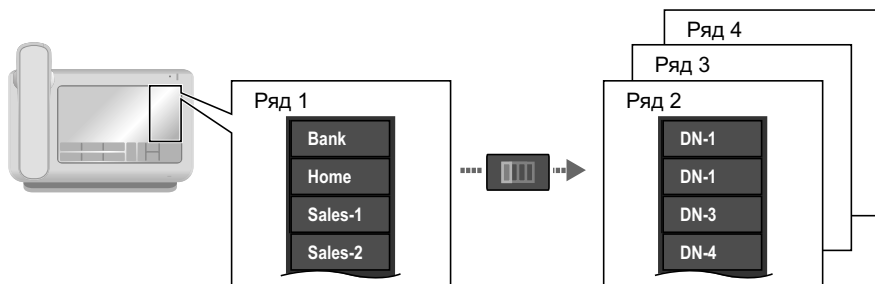 Ряд 4
Ряд 3
Ряд 1
Ряд 2
Bank
Home
Sales-1
Sales-2
DN-1
DN-1
DN-3
DN-4